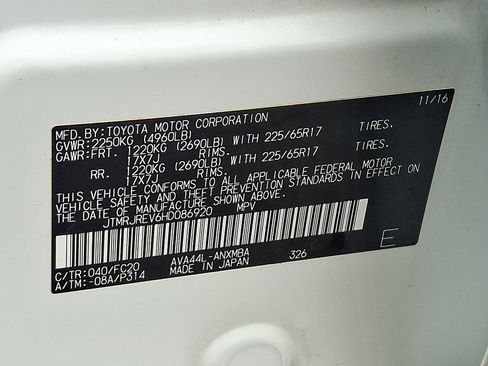 11/16
MFD.BY:TOYOTA MOTOR CORPORATION
GVWR:2250KG (4960LB)
GAWR:FRT. 1220KG (2690LB) WITH 225/65R17 TIRES.
17X7J RIMS.
RR. 1220KG (2690LB) WITH 225/65R17 TIRES.
17X7J RIMS.
THIS VEHICLE CONFORMS TO ALL APPLICABLE FEDERAL MOTOR
VEHICLE SAFETY AND THEFT PREVENTION STANDARDS IN EFFECT ON
THE DATE OF MANUFACTURE SHOWN ABOVE.
JTMRJREV6HD086920 MPV
C/TR:040/FC20 AVA44L-ANXMBA 326 E
A/TM:-08A/P314 MADE IN JAPAN